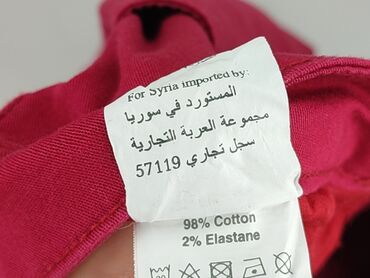 For Syria imported by:
المستورد في سوريا
مجموعة العربة التجارية
سجل تجاري 57119
98% Cotton
2% Elastane